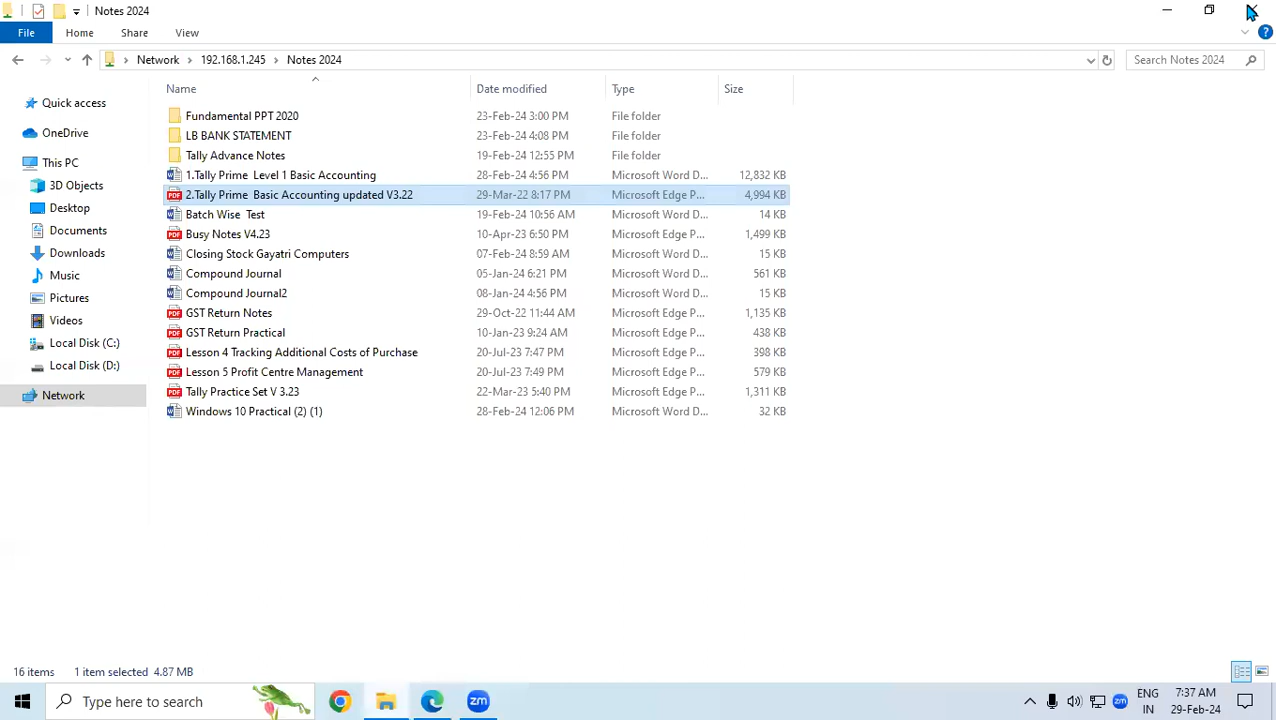 Notes 2024
File Home Share View
Network 192.168.1.245 Notes 2024 Search Notes 2024
Name Date modified Type Size
Quick access
OneDrive
This PC
3D Objects
Desktop
Documents
Downloads
Music
Pictures
Videos
Local Disk (C:)
Local Disk (D:)
Network
Fundamental PPT 2020 23-Feb-24 3:00 PM File folder
LB BANK STATEMENT 23-Feb-24 4:08 PM File folder
Tally Advance Notes 19-Feb-24 12:55 PM File folder
1.Tally Prime Level 1 Basic Accounting 28-Feb-24 4:56 PM Microsoft Word D... 12,832 KB
2.Tally Prime Basic Accounting updated V3.22 29-Mar-22 8:17 PM Microsoft Edge P... 4,994 KB
Batch Wise Test 19-Feb-24 10:56 AM Microsoft Word D... 14 KB
Busy Notes V4.23 10-Apr-23 6:50 PM Microsoft Edge P... 1,499 KB
Closing Stock Gayatri Computers 07-Feb-24 8:59 AM Microsoft Word D... 15 KB
Compound Journal 05-Jan-24 6:21 PM Microsoft Word D... 561 KB
Compound Journal2 08-Jan-24 4:56 PM Microsoft Word D... 15 KB
GST Return Notes 29-Oct-22 11:44 AM Microsoft Edge P... 1,135 KB
GST Return Practical 10-Jan-23 9:24 AM Microsoft Edge P... 438 KB
Lesson 4 Tracking Additional Costs of Purchase 20-Jul-23 7:47 PM Microsoft Edge P... 398 KB
Lesson 5 Profit Centre Management 20-Jul-23 7:49 PM Microsoft Edge P... 579 KB
Tally Practice Set V 3.23 22-Mar-23 5:40 PM Microsoft Edge P... 1,311 KB
Windows 10 Practical (2) (1) 28-Feb-24 12:06 PM Microsoft Word D... 32 KB
16 items 1 item selected 4.87 MB
Type here to search zm ENG 7:37 AM
IN 29-Feb-24